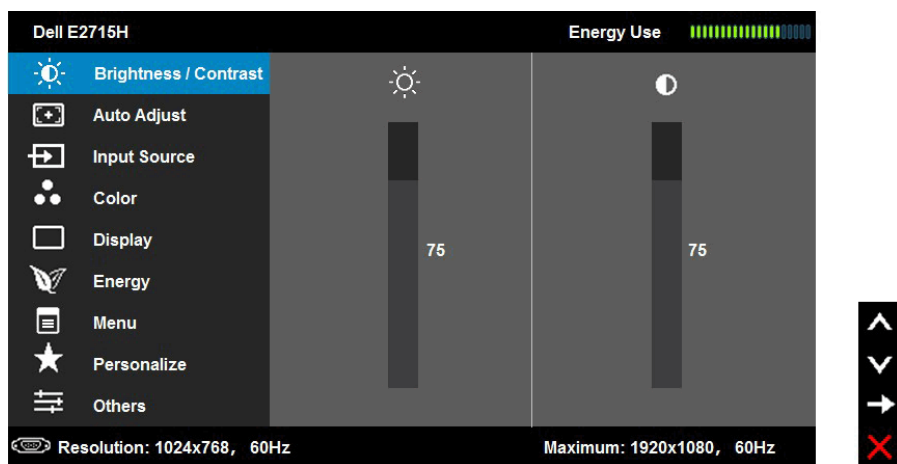 Dell E2715H
Energy Use
Brightness / Contrast
Auto Adjust
Input Source
Color
Display
75
75
Energy
Menu
Personalize
Others
Resolution: 1024x768, 60Hz
Maximum: 1920x1080, 60Hz